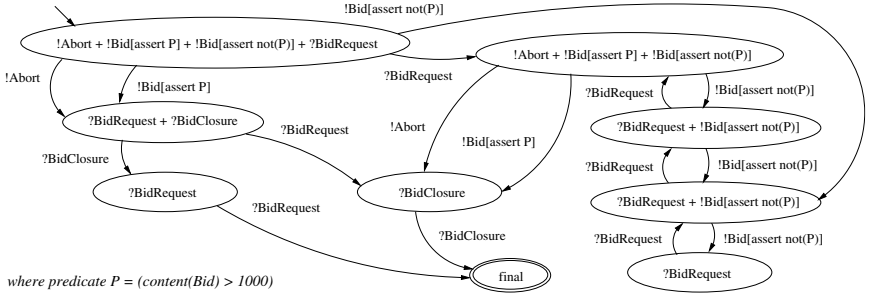 !Bid[assert not(P)]
!Abort + !Bid[assert P] + !Bid[assert not(P)] + ?BidRequest
!Abort + !Bid[assert P] + !Bid[assert not(P)]
!Abort
!Bid[assert P]
?BidRequest
?BidRequest
!Bid[assert not(P)]
?BidRequest + ?BidClosure
?BidRequest
!Abort
!Bid[assert P]
?BidRequest + !Bid[assert not(P)]
?BidClosure
?BidRequest
!Bid[assert not(P)]
?BidRequest
?BidRequest
?BidClosure
?BidRequest + !Bid[assert not(P)]
?BidClosure
?BidRequest
!Bid[assert not(P)]
where predicate P = (content(Bid) > 1000)
final
?BidRequest